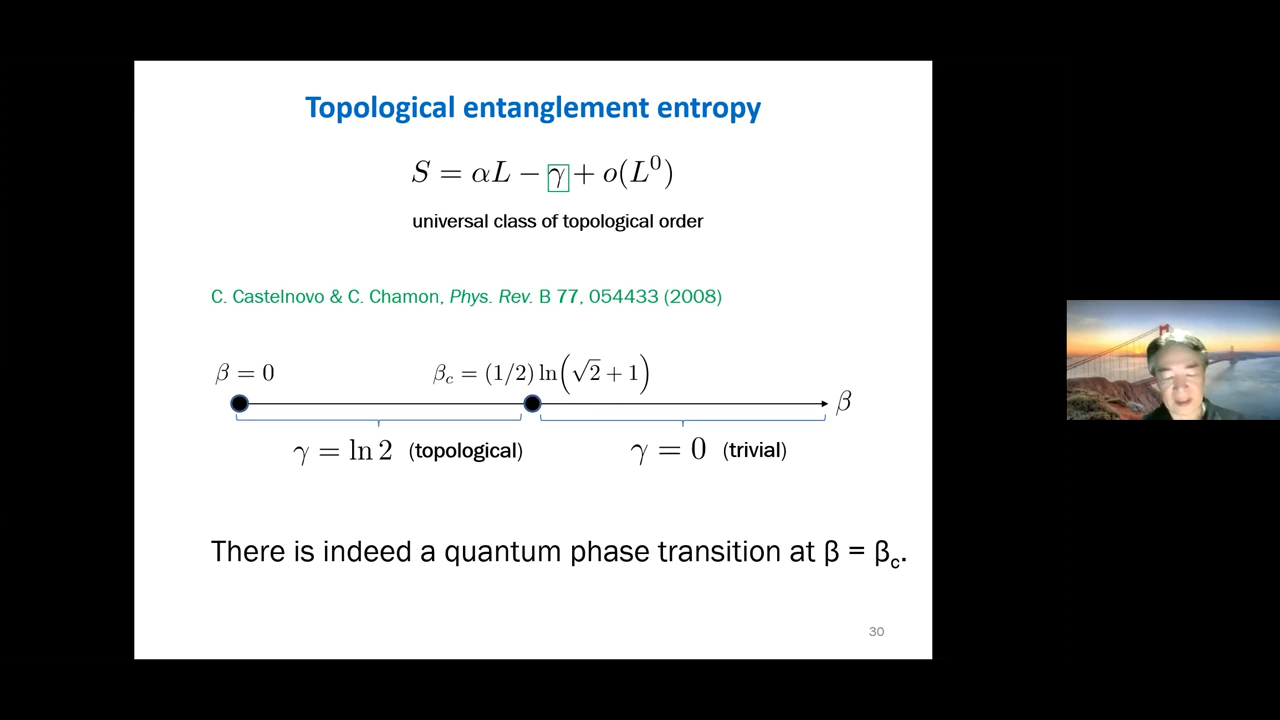 Topological entanglement entropy
S = αL − γ + o(L⁰)
universal class of topological order
C. Castelnovo & C. Chamon, Phys. Rev. B 77, 054433 (2008)
β = 0
β_c = (1/2) ln(√2 + 1)
β
γ = ln 2 (topological)
γ = 0 (trivial)
There is indeed a quantum phase transition at β = β_c.
30